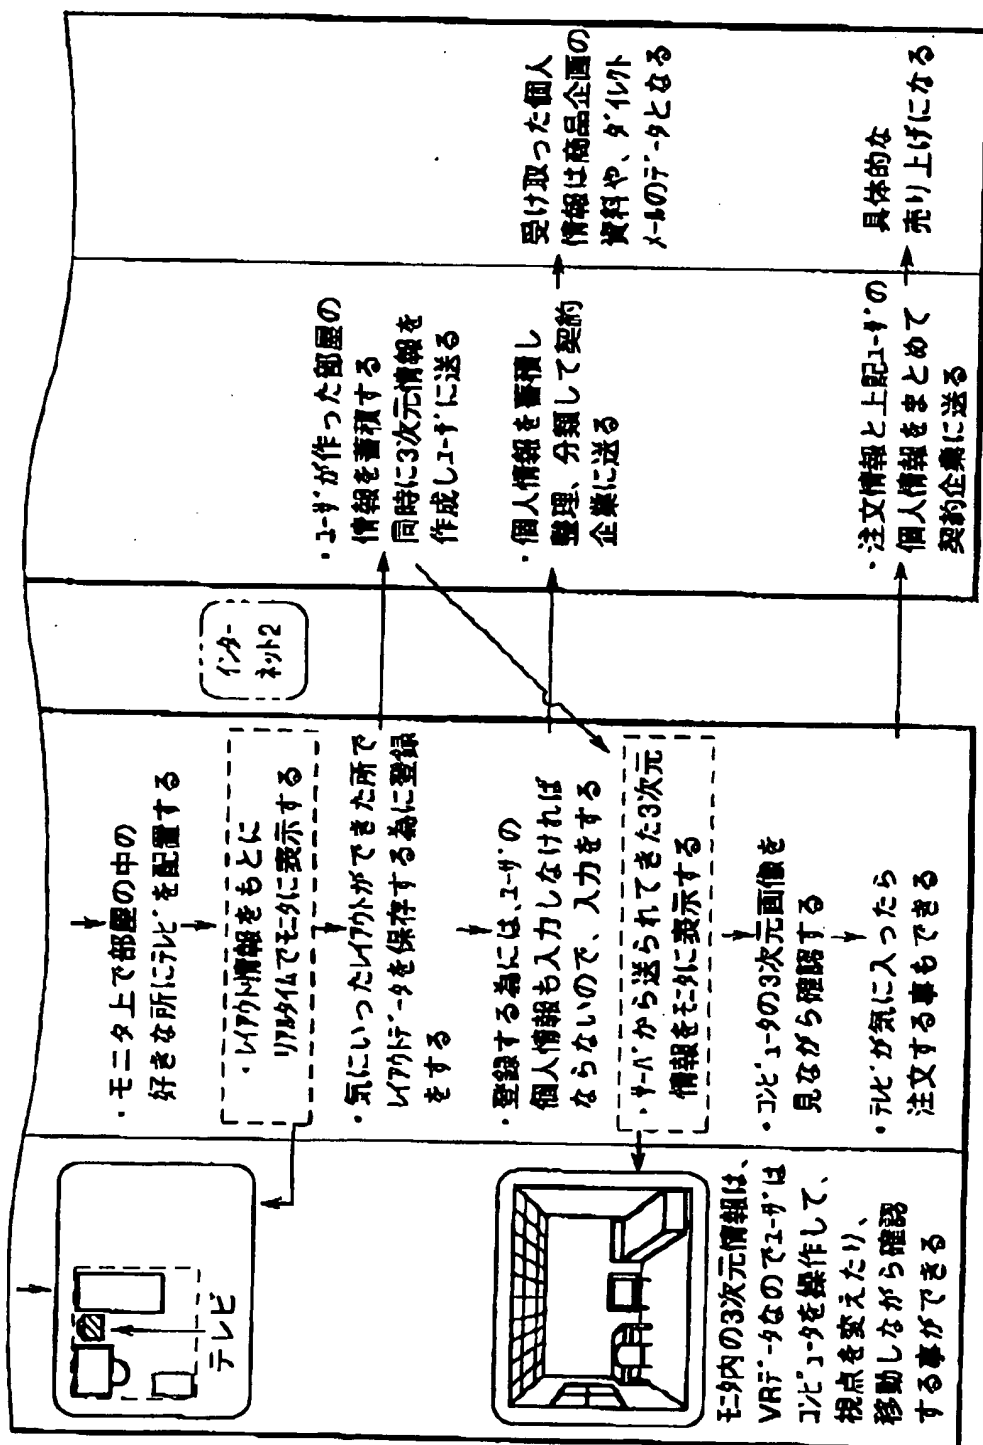 テレビ
モニタ内の3次元情報は、
VRデータなのでユーザは
コンピュータを操作して、
視点を変えたり、
移動しながら確認
する事ができる
・モニタ上で部屋の中の
好きな所にテレビを配置する
・レイアウト情報をもとに
リアルタイムでモニタに表示する
・気にいったレイアウトができた所で
レイアウトデータを保存する為に登録
をする
・登録する為には、ユーザの
個人情報も入力しなければ
ならないので、入力をする
・サーバから送られてきた3次元
情報をモニタに表示する
・コンピュータの3次元画像を
見ながら確認する
・テレビが気に入ったら
注文する事もできる
インター
ネット2
・ユーザが作った部屋の
情報を蓄積する
同時に3次元情報を
作成しユーザに送る
・個人情報を蓄積し
整理、分類して契約
企業に送る
・注文情報と上記ユーザの
個人情報をまとめて
契約企業に送る
受け取った個人
情報は商品企画の
資料や、ダイレクト
メールのデータとなる
具体的な
売り上げになる